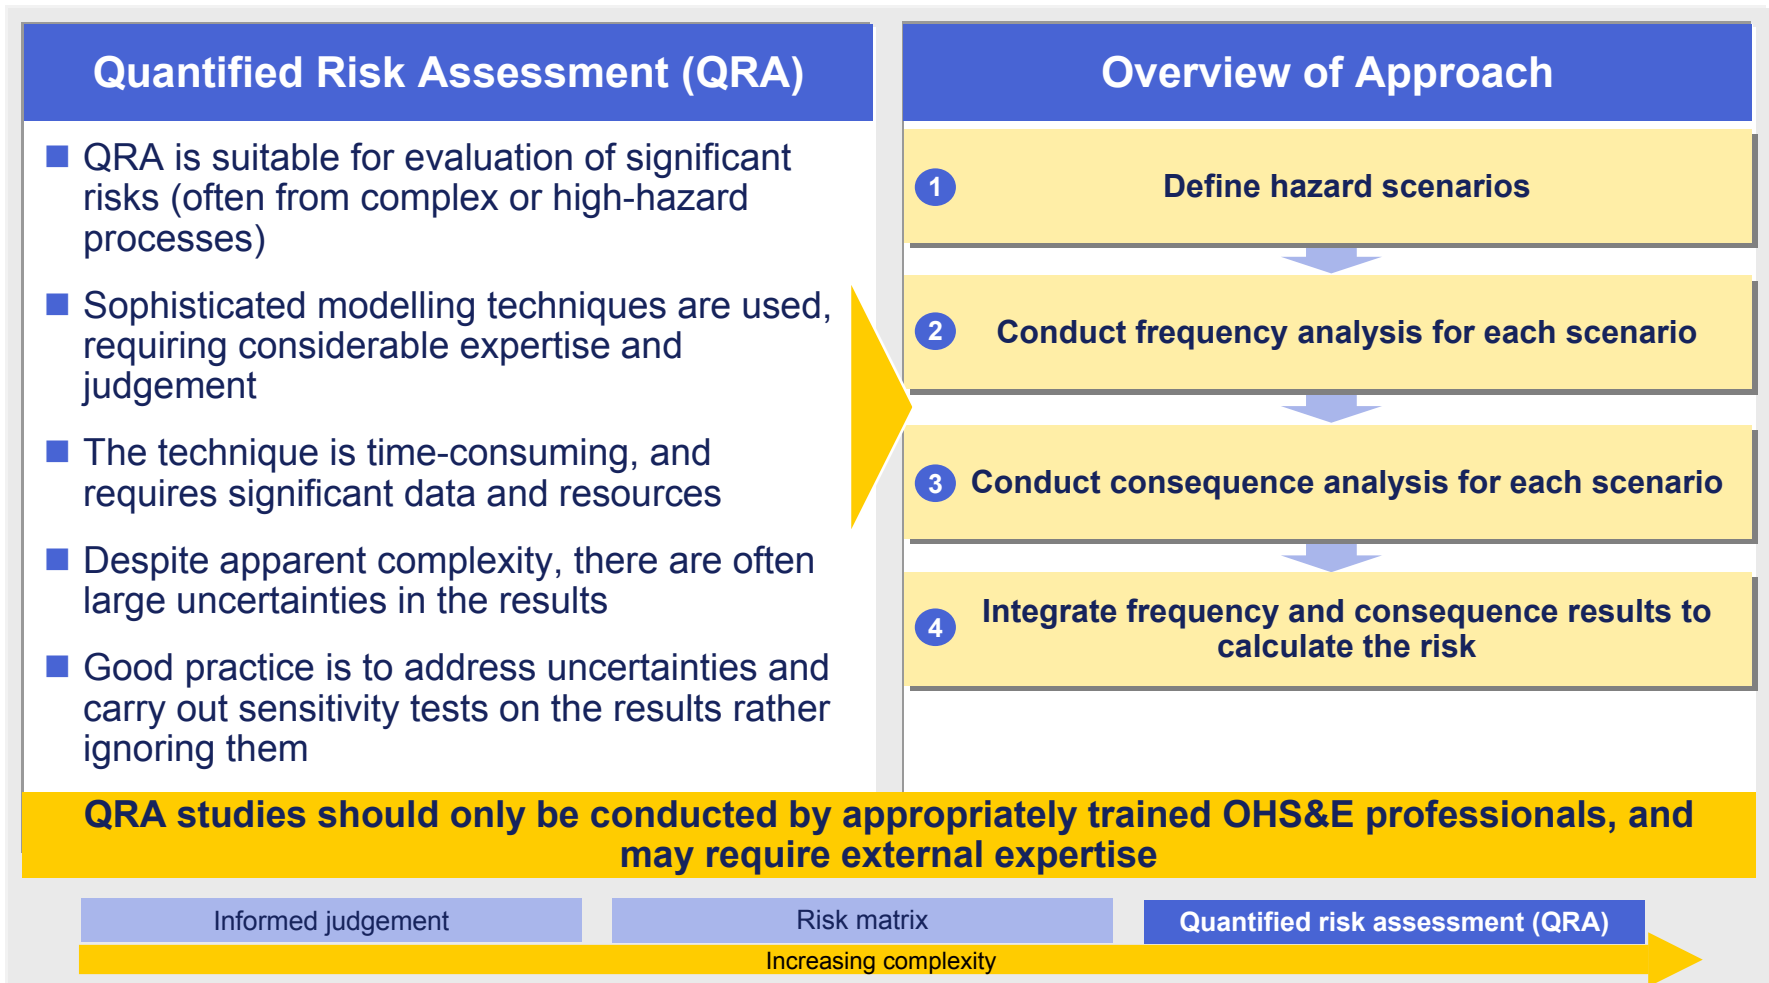 Quantified Risk Assessment (QRA)
QRA is suitable for evaluation of significant
risks (often from complex or high-hazard
processes)
Sophisticated modelling techniques are used,
requiring considerable expertise and
judgement
The technique is time-consuming, and
requires significant data and resources
Despite apparent complexity, there are often
large uncertainties in the results
Good practice is to address uncertainties and
carry out sensitivity tests on the results rather
ignoring them
Overview of Approach
1 Define hazard scenarios
2 Conduct frequency analysis for each scenario
3 Conduct consequence analysis for each scenario
4 Integrate frequency and consequence results to
calculate the risk
QRA studies should only be conducted by appropriately trained OHS&E professionals, and
may require external expertise
Informed judgement
Risk matrix
Quantified risk assessment (QRA)
Increasing complexity